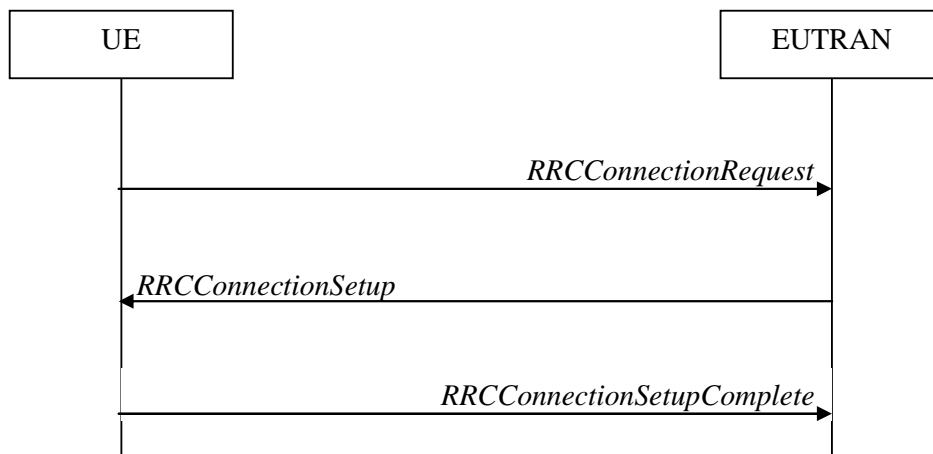 UE
EUTRAN
RRCConnectionRequest
RRCConnectionSetup
RRCConnectionSetupComplete